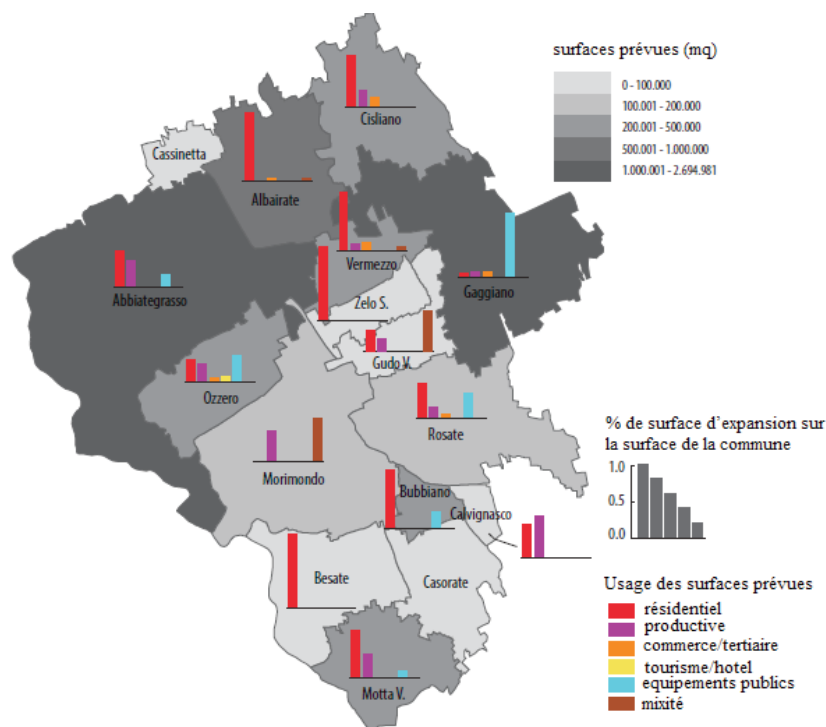 surfaces prévues (mq)
0 - 100.000
100.001 - 200.000
200.001 - 500.000
500.001 - 1.000.000
1.000.001 - 2.694.981
Cisliano
Cassinetta
Albairate
Vermezzo
Abbiategrasso
Gaggiano
Zelo S.
Gudo V.
Ozzero
Rosate
Morimondo
Bubbiano
Calvignasco
Besate
Casorate
Motta V.
% de surface d'expansion sur
la surface de la commune
1.0
0.5
0.0
Usage des surfaces prévues
résidentiel
productive
commerce/tertiaire
tourisme/hotel
equipements publics
mixité